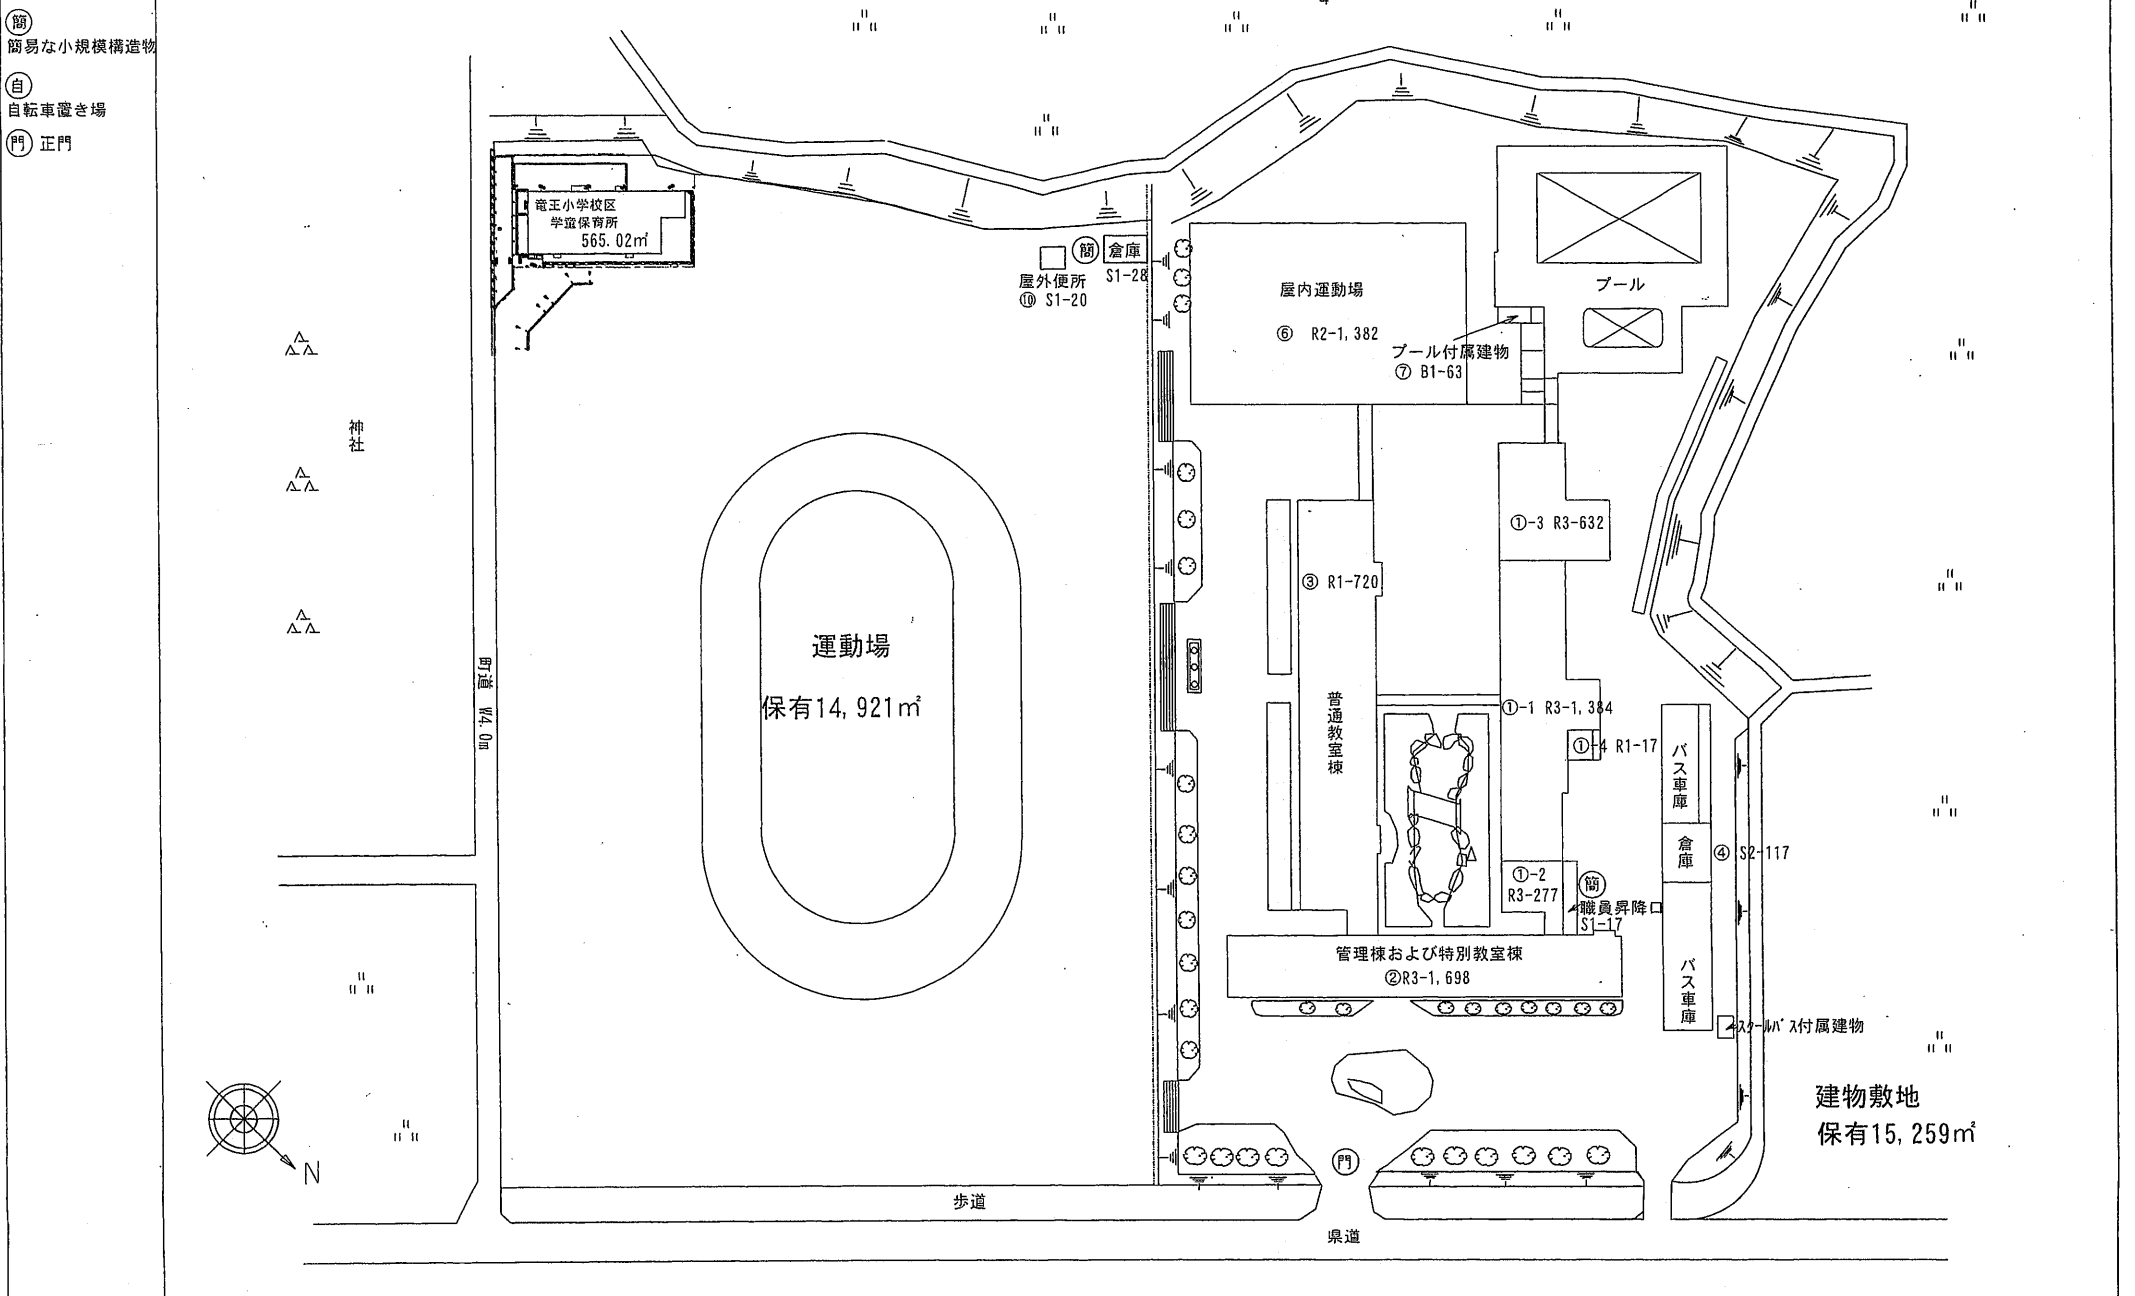 簡
簡易な小規模構造物
自
自転車置き場
門 正門
竜王小学校区
学童保育所
565.02㎡
簡 倉庫
S1-28
屋外便所
⑩ S1-20
屋内運動場
⑥ R2-1,382
プール
プール付属建物
⑦ B1-63
神社
①-3 R3-632
③ R1-720
運動場
保有14,921㎡
町道 W4.0m
普通教室棟
①-1 R3-1,384
①-4 R1-17
バス車庫
倉庫
④ S2-117
①-2
R3-277
簡
職員昇降口
S1-17
管理棟および特別教室棟
②R3-1,698
バス車庫
スクールバス付属建物
建物敷地
保有15,259㎡
N
門
歩道
県道